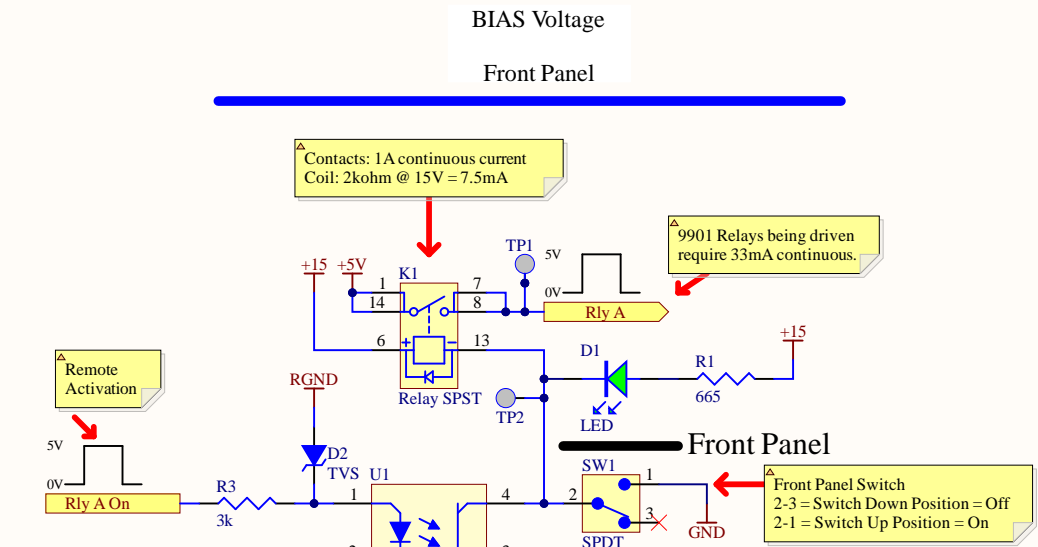 BIAS Voltage
Front Panel
Contacts: 1A continuous current
Coil: 2kohm @ 15V = 7.5mA
9901 Relays being driven
require 33mA continuous.
TP1
5V
0V
Rly A
+15
+5V
K1
1
14
7
8
6
13
Relay SPST
+15
D1
R1
665
LED
TP2
Remote
Activation
RGND
5V
0V
Rly A On
R3
3k
D2
TVS
U1
1
4
Front Panel
SW1
1
2
3
SPDT
GND
Front Panel Switch
2-3 = Switch Down Position = Off
2-1 = Switch Up Position = On